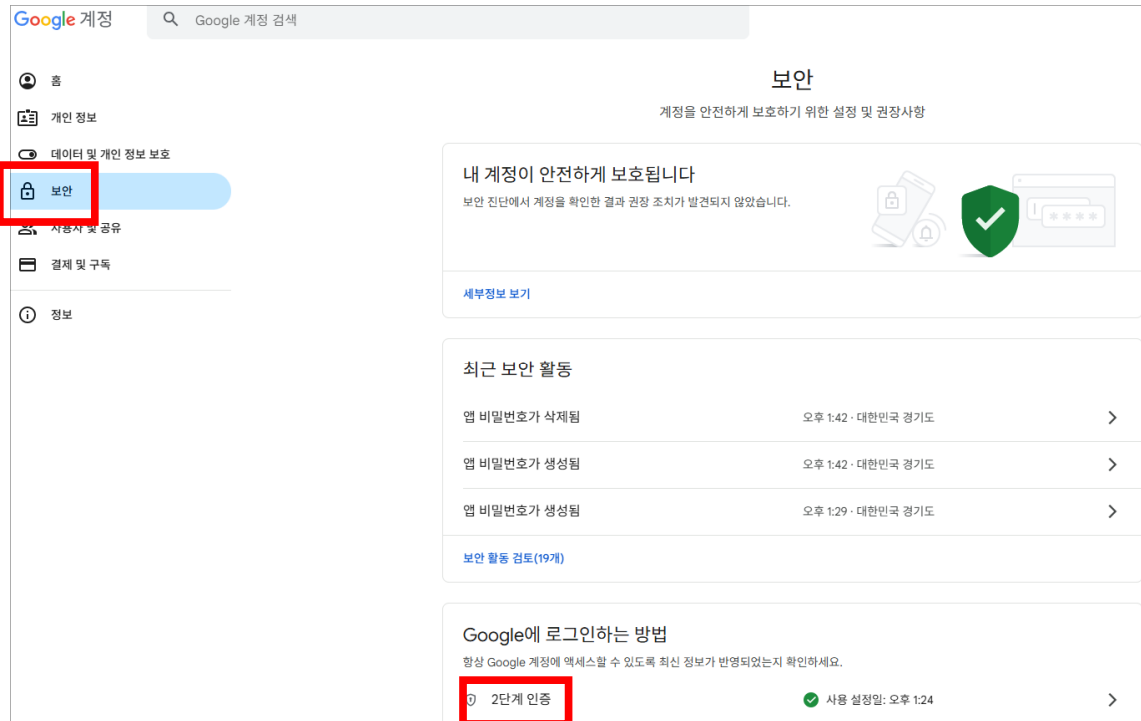 Google 계정
Google 계정 검색
홈
개인 정보
데이터 및 개인 정보 보호
보안
사용자 및 공유
결제 및 구독
정보
보안
계정을 안전하게 보호하기 위한 설정 및 권장사항
내 계정이 안전하게 보호됩니다
보안 진단에서 계정을 확인한 결과 권장 조치가 발견되지 않았습니다.
****
세부정보 보기
최근 보안 활동
앱 비밀번호가 삭제됨 오후 1:42 · 대한민국 경기도
앱 비밀번호가 생성됨 오후 1:42 · 대한민국 경기도
앱 비밀번호가 생성됨 오후 1:29 · 대한민국 경기도
보안 활동 검토(19개)
Google에 로그인하는 방법
항상 Google 계정에 액세스할 수 있도록 최신 정보가 반영되었는지 확인하세요.
2단계 인증 사용 설정일: 오후 1:24